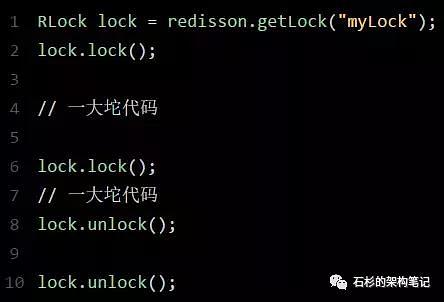 1 RLock lock = redisson.getLock("myLock");
2 lock.lock();
3
4 // 一大坨代码
5
6 lock.lock();
7 // 一大坨代码
8 lock.unlock();
9
10 lock.unlock();
石杉的架构笔记